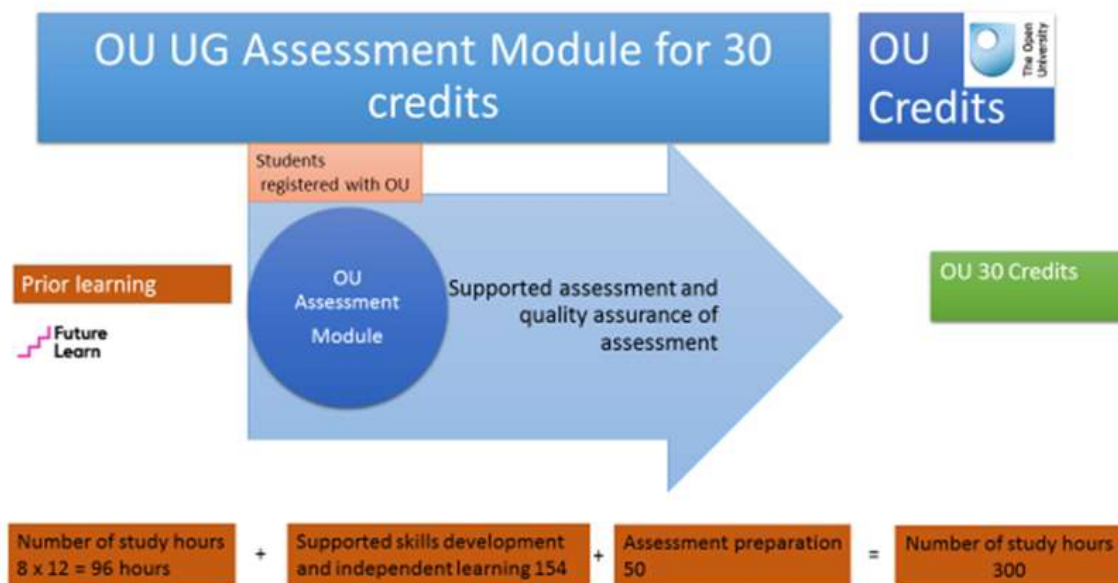 OU UG Assessment Module for 30
credits
OU
Credits
The Open
University
Students
registered with OU
Prior learning
Future
Learn
OU
Assessment
Module
Supported assessment and
quality assurance of
assessment
OU 30 Credits
Number of study hours
8 x 12 = 96 hours
+
Supported skills development
and independent learning 154
+
Assessment preparation
50
=
Number of study hours
300